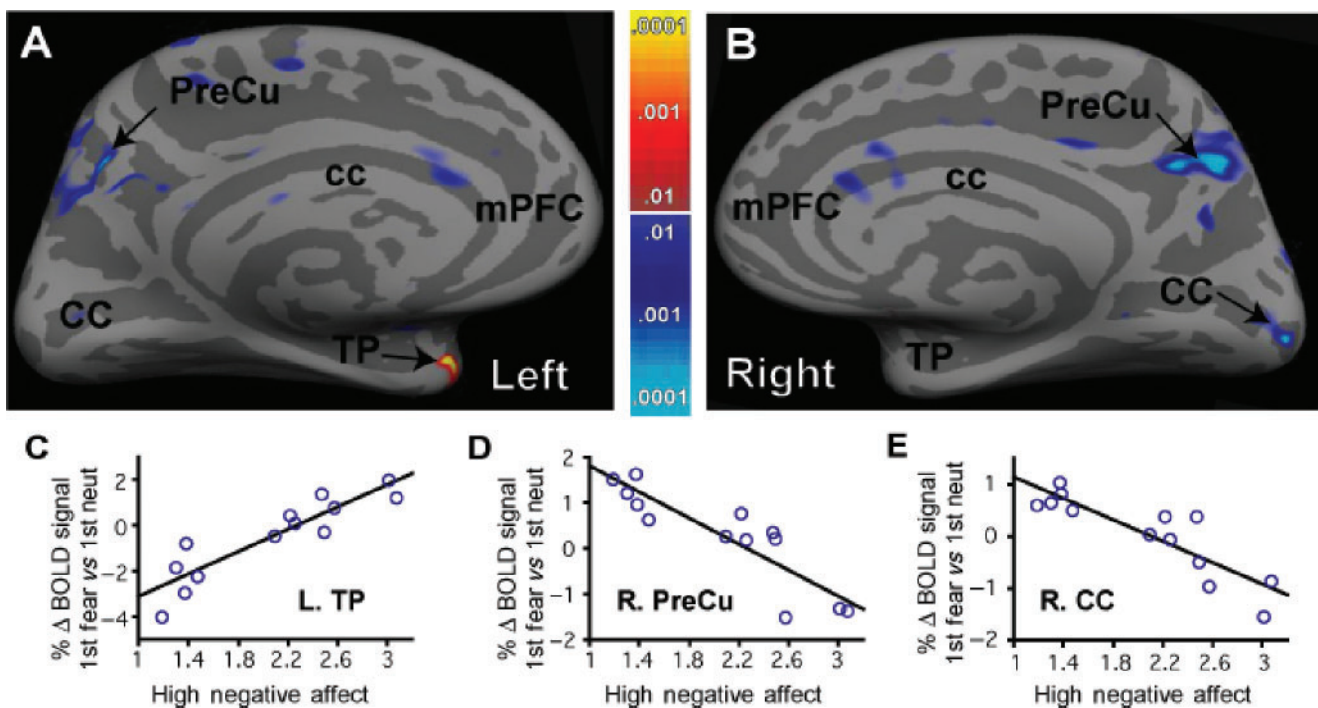 A
PreCu
cc
mPFC
CC
TP
Left
.0001
.001
.01
.01
.001
.0001
B
PreCu
cc
mPFC
CC
TP
Right
C
% Δ BOLD signal
1st fear vs 1st neut
2
0
-2
-4
L. TP
1 1.4 1.8 2.2 2.6 3
High negative affect
D
% Δ BOLD signal
1st fear vs 1st neut
2
1
0
-1
-2
R. PreCu
1 1.4 1.8 2.2 2.6 3
High negative affect
E
% Δ BOLD signal
1st fear vs 1st neut
1
0
-1
-2
R. CC
1 1.4 1.8 2.2 2.6 3
High negative affect